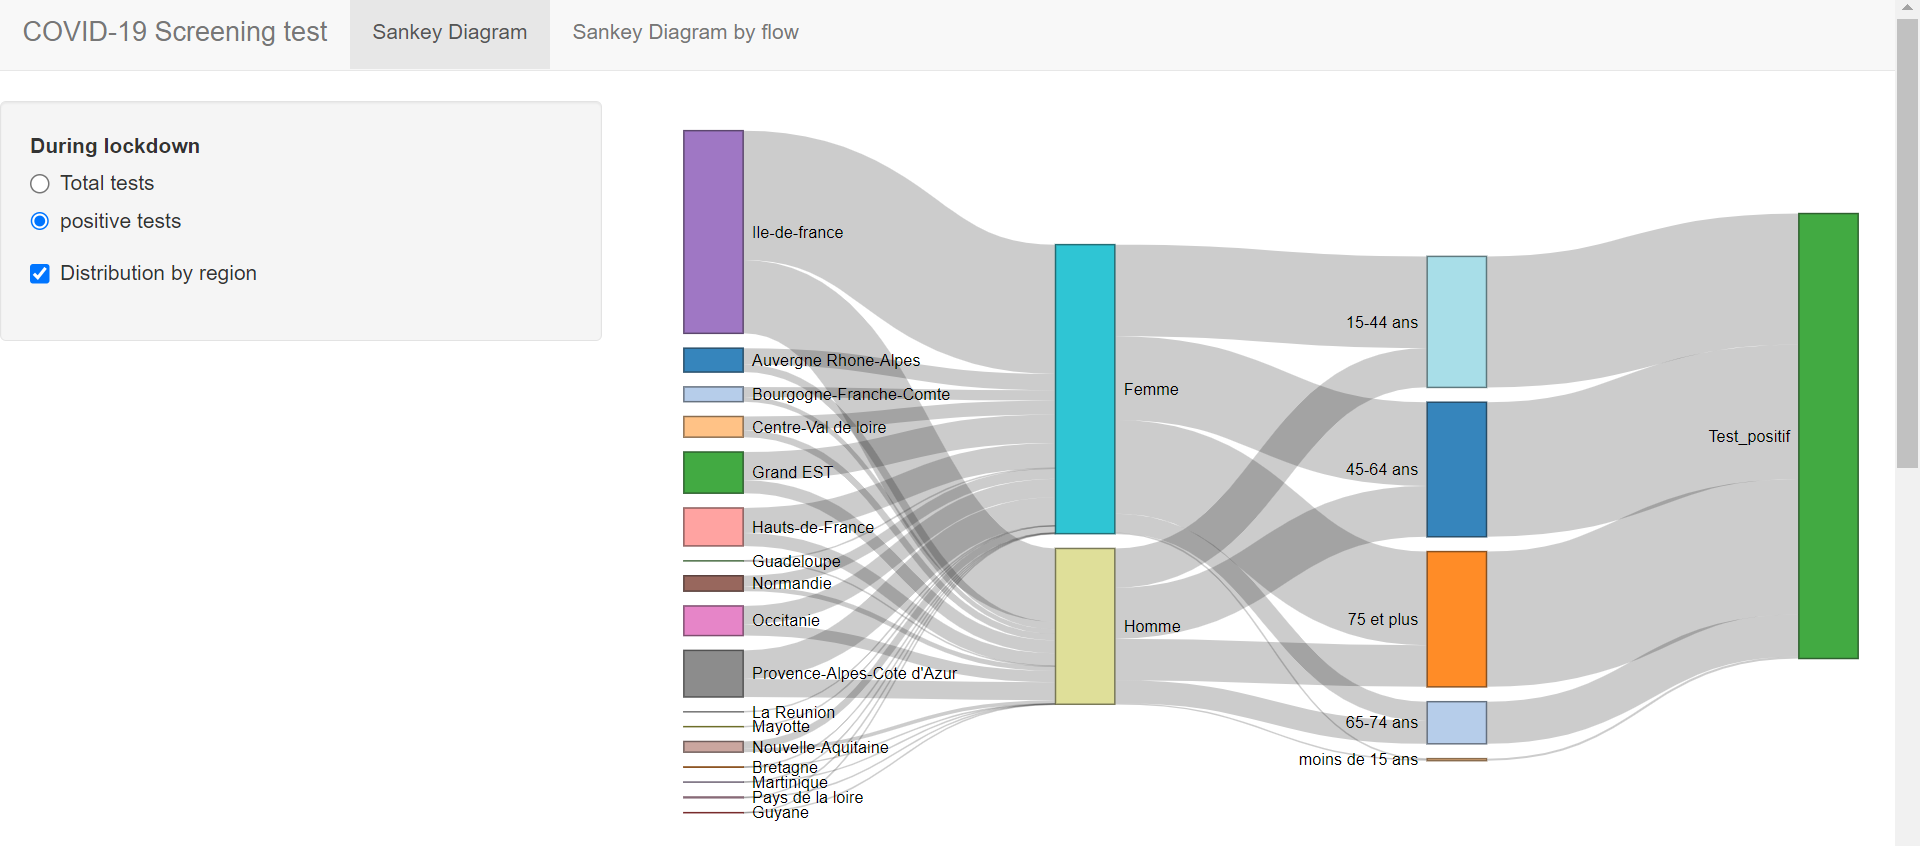 COVID-19 Screening test
Sankey Diagram
Sankey Diagram by flow
During lockdown
Total tests
positive tests
Distribution by region
Ile-de-france
Auvergne Rhone-Alpes
Bourgogne-Franche-Comte
Centre-Val de loire
Grand EST
Hauts-de-France
Guadeloupe
Normandie
Occitanie
Provence-Alpes-Cote d'Azur
La Reunion
Mayotte
Nouvelle-Aquitaine
Bretagne
Martinique
Pays de la loire
Guyane
Femme
Homme
15-44 ans
45-64 ans
75 et plus
65-74 ans
moins de 15 ans
Test_positif